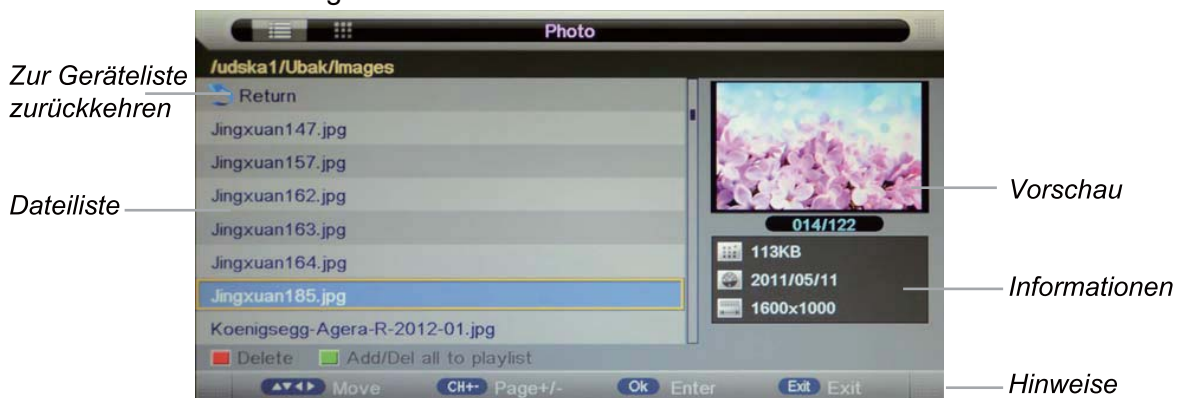 Photo
/udska1/Ubak/Images
Zur Geräteliste
zurückkehren
Return
Jingxuan147.jpg
Jingxuan157.jpg
Jingxuan162.jpg
Jingxuan163.jpg
Jingxuan164.jpg
Jingxuan185.jpg
Koenigsegg-Agera-R-2012-01.jpg
Dateiliste
Vorschau
014/122
113KB
2011/05/11
1600x1000
Informationen
Delete Add/Del all to playlist
Move CH+- Page+/- Ok Enter Exit Exit
Hinweise